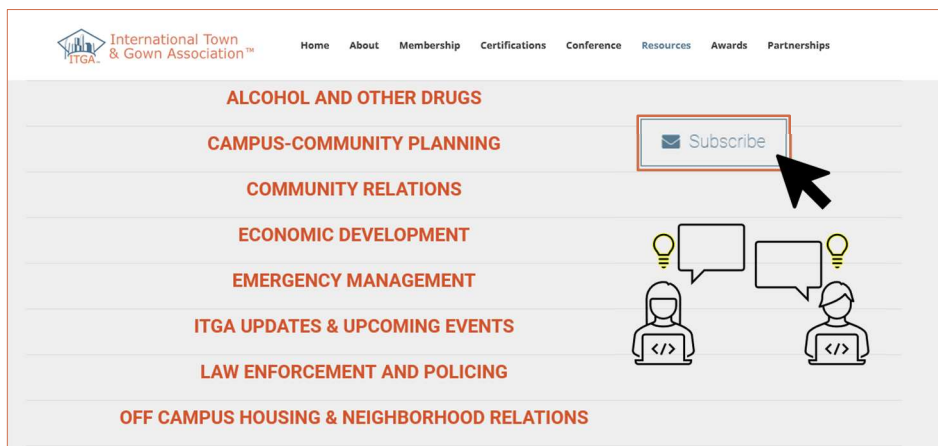 International Town
& Gown Association™
ITGA™
Home About Membership Certifications Conference Resources Awards Partnerships
ALCOHOL AND OTHER DRUGS
CAMPUS-COMMUNITY PLANNING
Subscribe
COMMUNITY RELATIONS
ECONOMIC DEVELOPMENT
EMERGENCY MANAGEMENT
ITGA UPDATES & UPCOMING EVENTS
</> </>
LAW ENFORCEMENT AND POLICING
OFF CAMPUS HOUSING & NEIGHBORHOOD RELATIONS